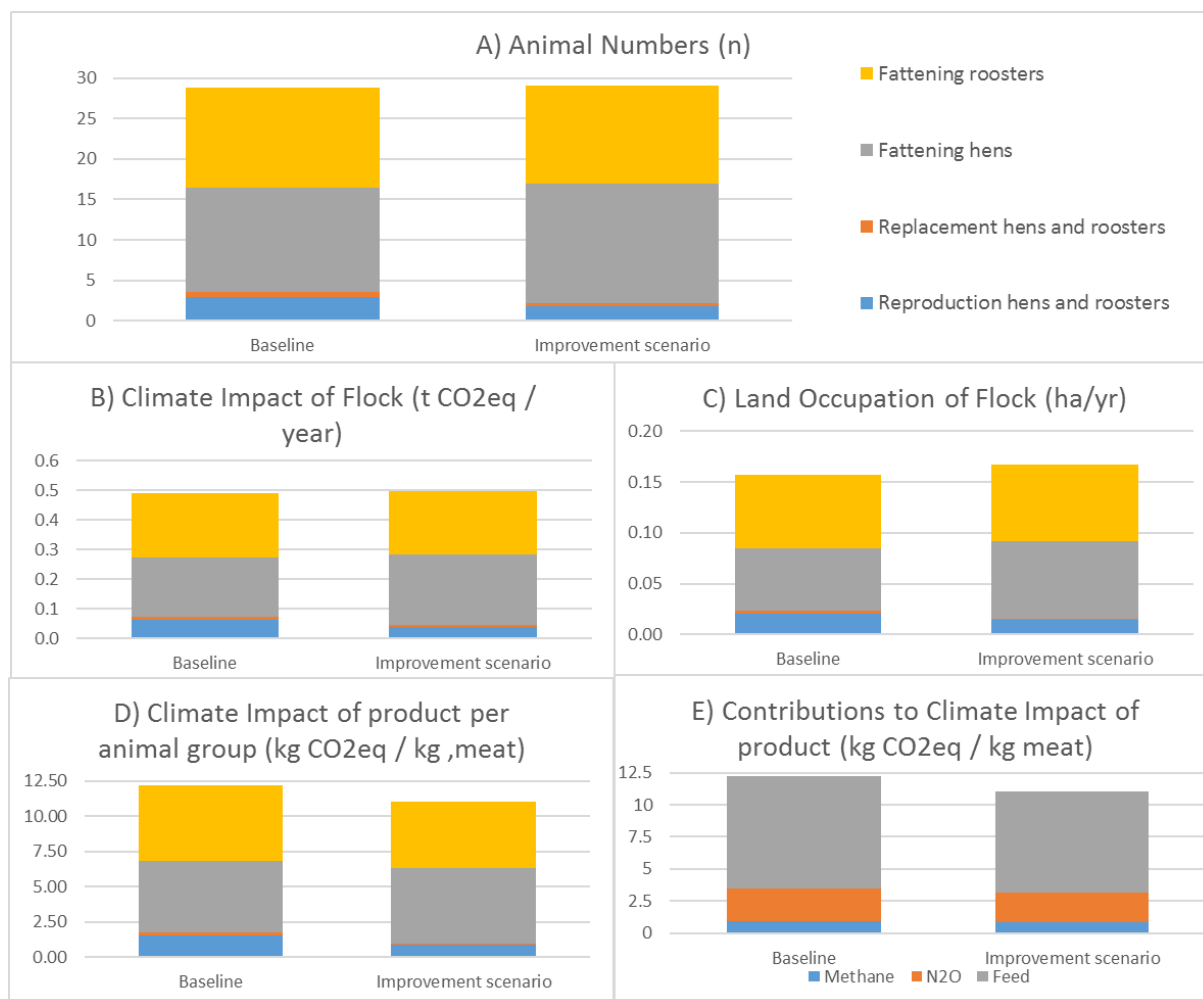 A) Animal Numbers (n)
30
25
20
15
10
5
0
Baseline
Improvement scenario
Fattening roosters
Fattening hens
Replacement hens and roosters
Reproduction hens and roosters
B) Climate Impact of Flock (t CO2eq /
year)
0.6
0.5
0.4
0.3
0.2
0.1
0.0
Baseline
Improvement scenario
C) Land Occupation of Flock (ha/yr)
0.20
0.15
0.10
0.05
0.00
Baseline
Improvement scenario
D) Climate Impact of product per
animal group (kg CO2eq / kg ,meat)
12.50
10.00
7.50
5.00
2.50
0.00
Baseline
Improvement scenario
E) Contributions to Climate Impact of
product (kg CO2eq / kg meat)
12.5
10
7.5
5
2.5
0
Baseline
Improvement scenario
Methane
N2O
Feed